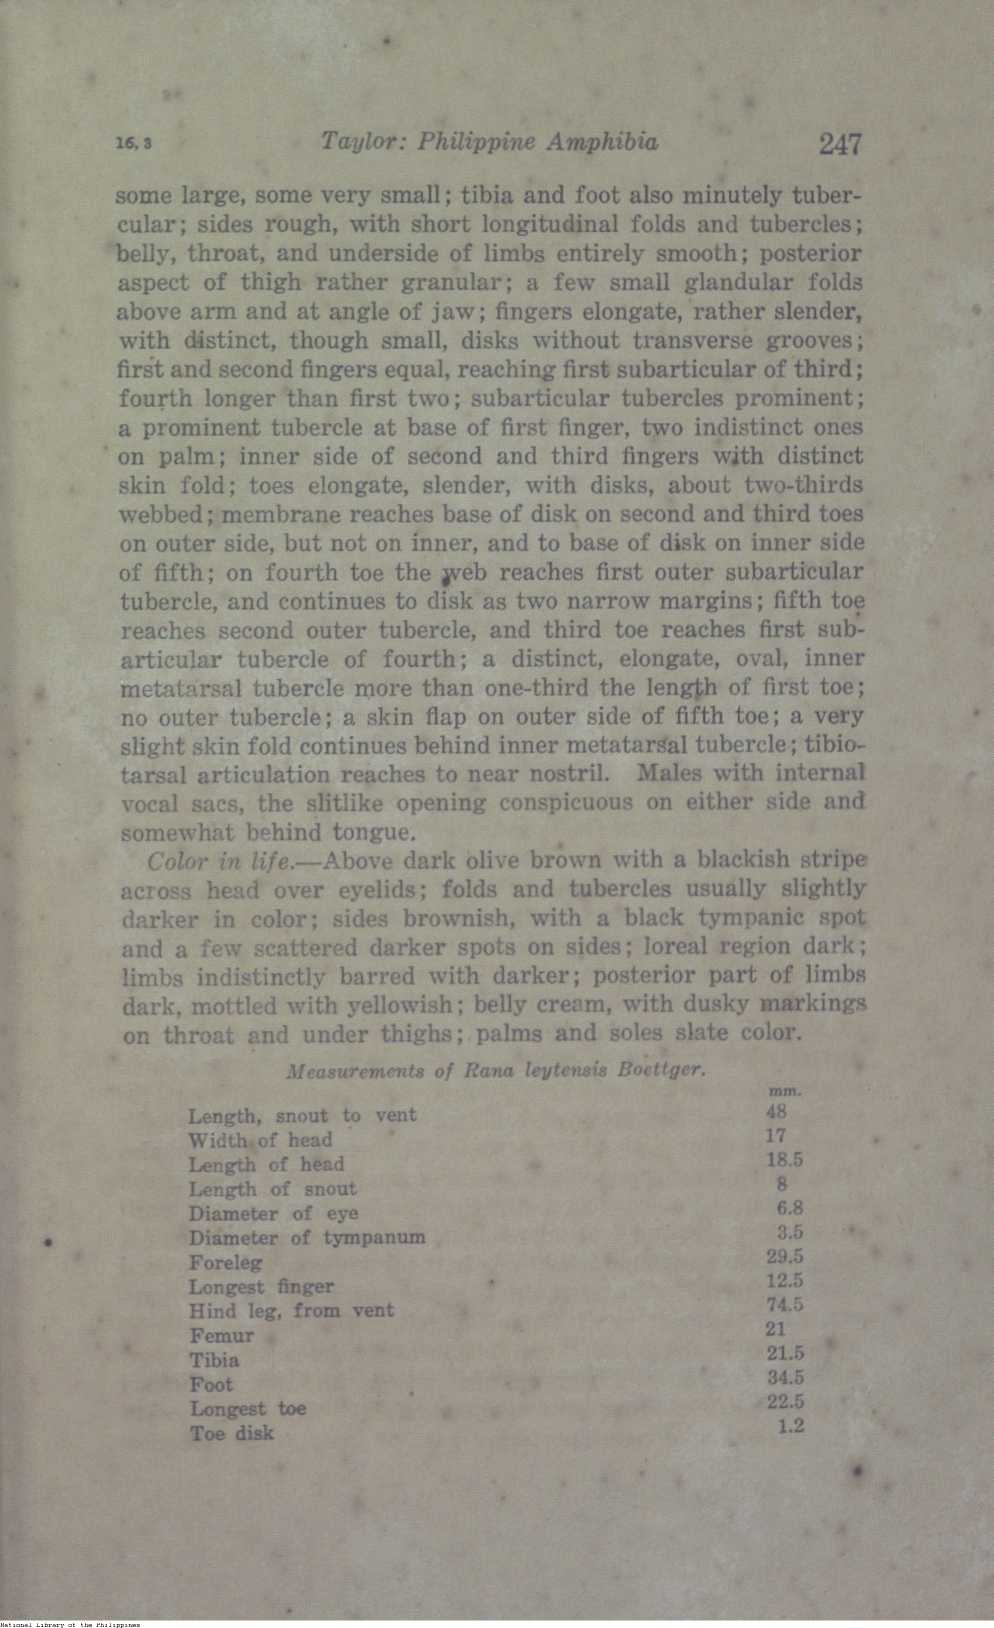 16, 3 Taylor: Philippine Amphibia 247
some large, some very small; tibia and foot also minutely tuber-
cular; sides rough, with short longitudinal folds and tubercles;
belly, throat, and underside of limbs entirely smooth; posterior
aspect of thigh rather granular; a few small glandular folds
above arm and at angle of jaw; fingers elongate, rather slender,
with distinct, though small, disks without transverse grooves;
first and second fingers equal, reaching first subarticular of third;
fourth longer than first two; subarticular tubercles prominent;
a prominent tubercle at base of first finger, two indistinct ones
on palm; inner side of second and third fingers with distinct
skin fold; toes elongate, slender, with disks, about two-thirds
webbed; membrane reaches base of disk on second and third toes
on outer side, but not on inner, and to base of disk on inner side
of fifth; on fourth toe the web reaches first outer subarticular
tubercle, and continues to disk as two narrow margins; fifth toe
reaches second outer tubercle, and third toe reaches first sub-
articular tubercle of fourth; a distinct, elongate, oval, inner
metatarsal tubercle more than one-third the length of first toe;
no outer tubercle; a skin flap on outer side of fifth toe; a very
slight skin fold continues behind inner metatarsal tubercle; tibio-
tarsal articulation reaches to near nostril. Males with internal
vocal sacs, the slitlike opening conspicuous on either side and
somewhat behind tongue.
Color in life.—Above dark olive brown with a blackish stripe
across head over eyelids; folds and tubercles usually slightly
darker in color; sides brownish, with a black tympanic spot
and a few scattered darker spots on sides; loreal region dark;
limbs indistinctly barred with darker; posterior part of limbs
dark, mottled with yellowish; belly cream, with dusky markings
on throat and under thighs; palms and soles slate color.
Measurements of Rana leytensis Boettger.
mm.
Length, snout to vent 48
Width of head 17
Length of head 18.5
Length of snout 8
Diameter of eye 6.8
Diameter of tympanum 3.5
Foreleg 29.5
Longest finger 12.5
Hind leg, from vent 74.5
Femur 21
Tibia 21.5
Foot 34.5
Longest toe 22.5
Toe disk 1.2
National Library of the Philippines